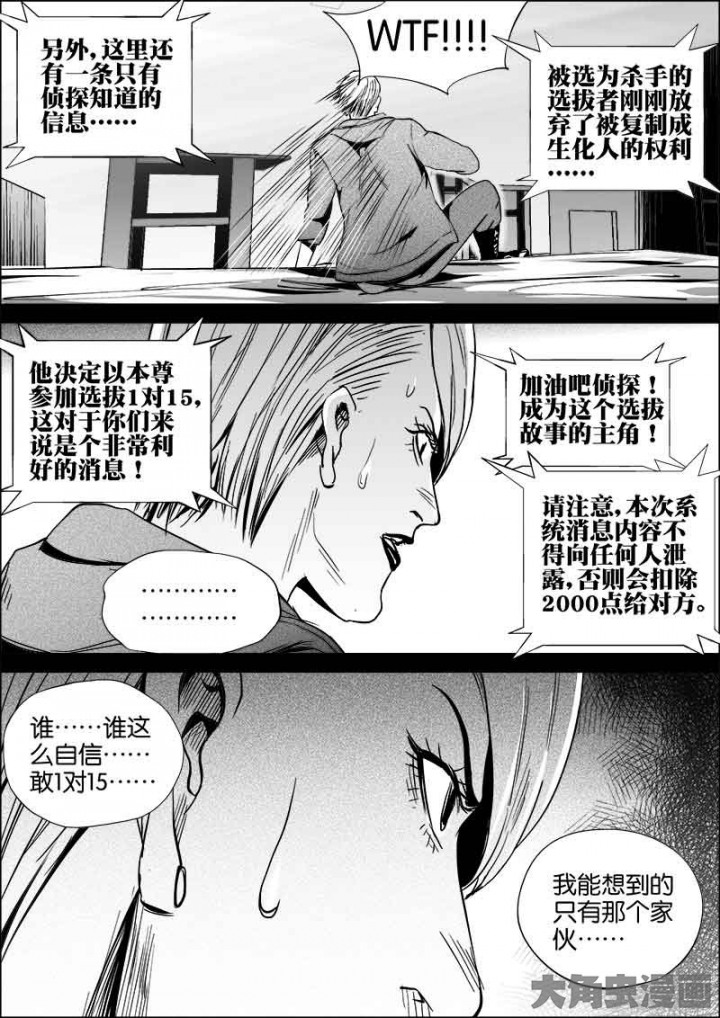 另外，这里还
有一条只有
侦探知道的
信息……
WTF!!!!
被选为杀手的
选拔者刚刚放
弃了被复制成
生化人的权利
……
他决定以本尊
参加选拔1对15，
这对于你们来
说是个非常利
好的消息！
加油吧侦探！
成为这个选拔
故事的主角！
请注意，本次系
统消息内容不
得向任何人泄
露，否则会扣除
2000点给对方。
…………
…………
谁……谁这
么自信……
敢1对15……
我能想到的
只有那个家
伙……
大角虫漫画